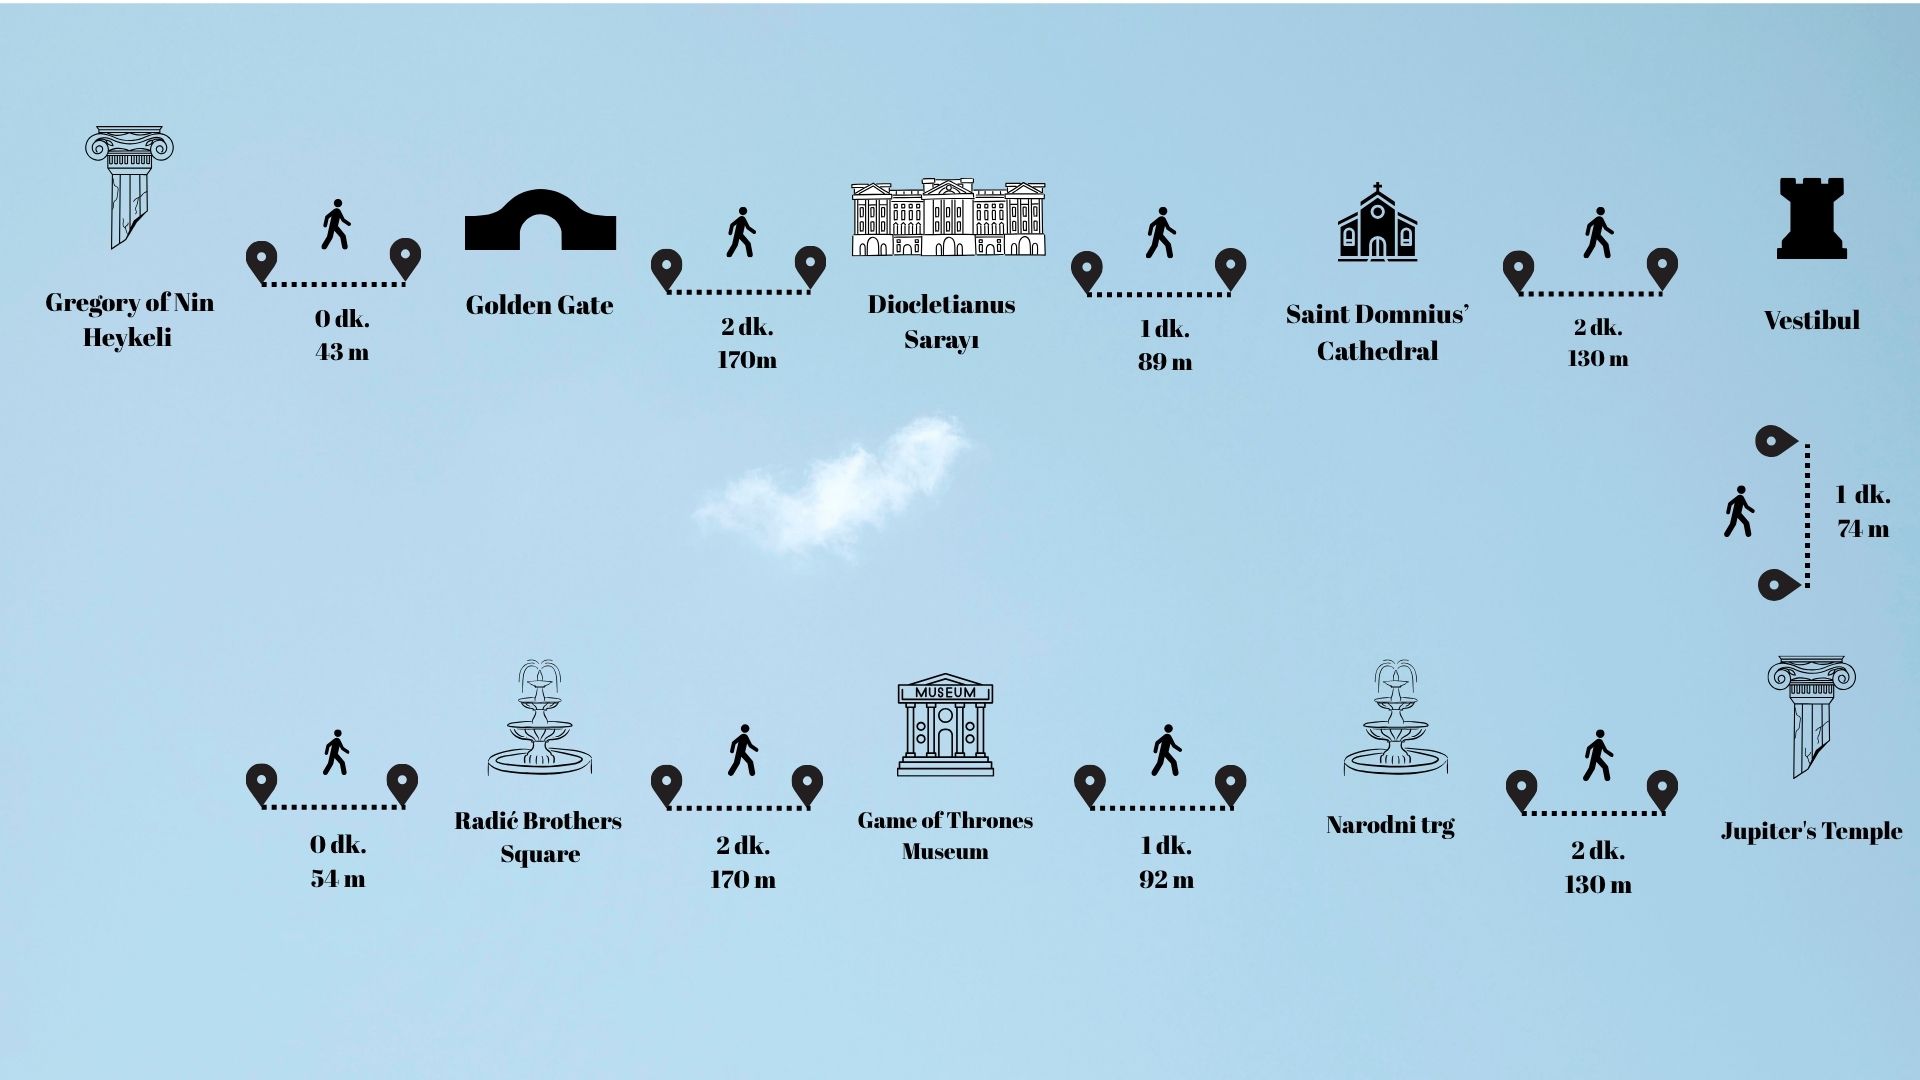 Gregory of Nin
Heykeli
0 dk.
43 m
Golden Gate
2 dk.
170m
Diocletianus
Sarayı
1 dk.
89 m
Saint Domnius’
Cathedral
2 dk.
130 m
Vestibul
1 dk.
74 m
0 dk.
54 m
Radić Brothers
Square
2 dk.
170 m
MUSEUM
Game of Thrones
Museum
1 dk.
92 m
Narodni trg
2 dk.
130 m
Jupiter's Temple